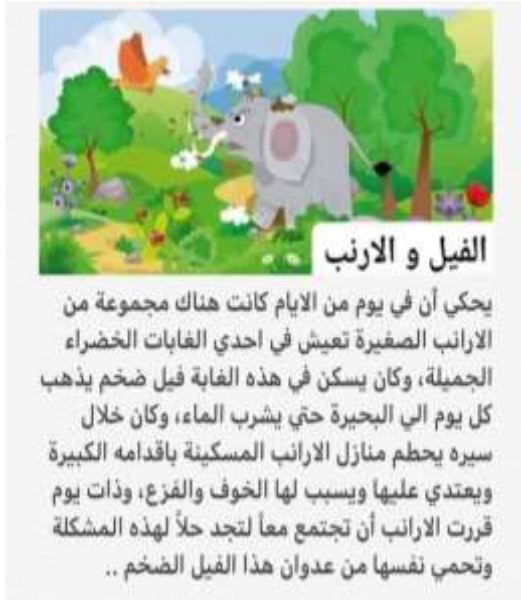 الفيل و الارنب
يحكي أن في يوم من الايام كانت هناك مجموعة من
الارانب الصغيرة تعيش في احدي الغابات الخضراء
الجميلة، وكان يسكن في هذه الغابة فيل ضخم يذهب
كل يوم الي البحيرة حتي يشرب الماء، وكان خلال
سيره يحطم منازل الارانب المسكينة باقدامه الكبيرة
ويعتدي عليها ويسبب لها الخوف والفزع، وذات يوم
قررت الارانب أن تجتمع معاً لتجد حلاً لهذه المشكلة
وتحمي نفسها من عدوان هذا الفيل الضخم ..